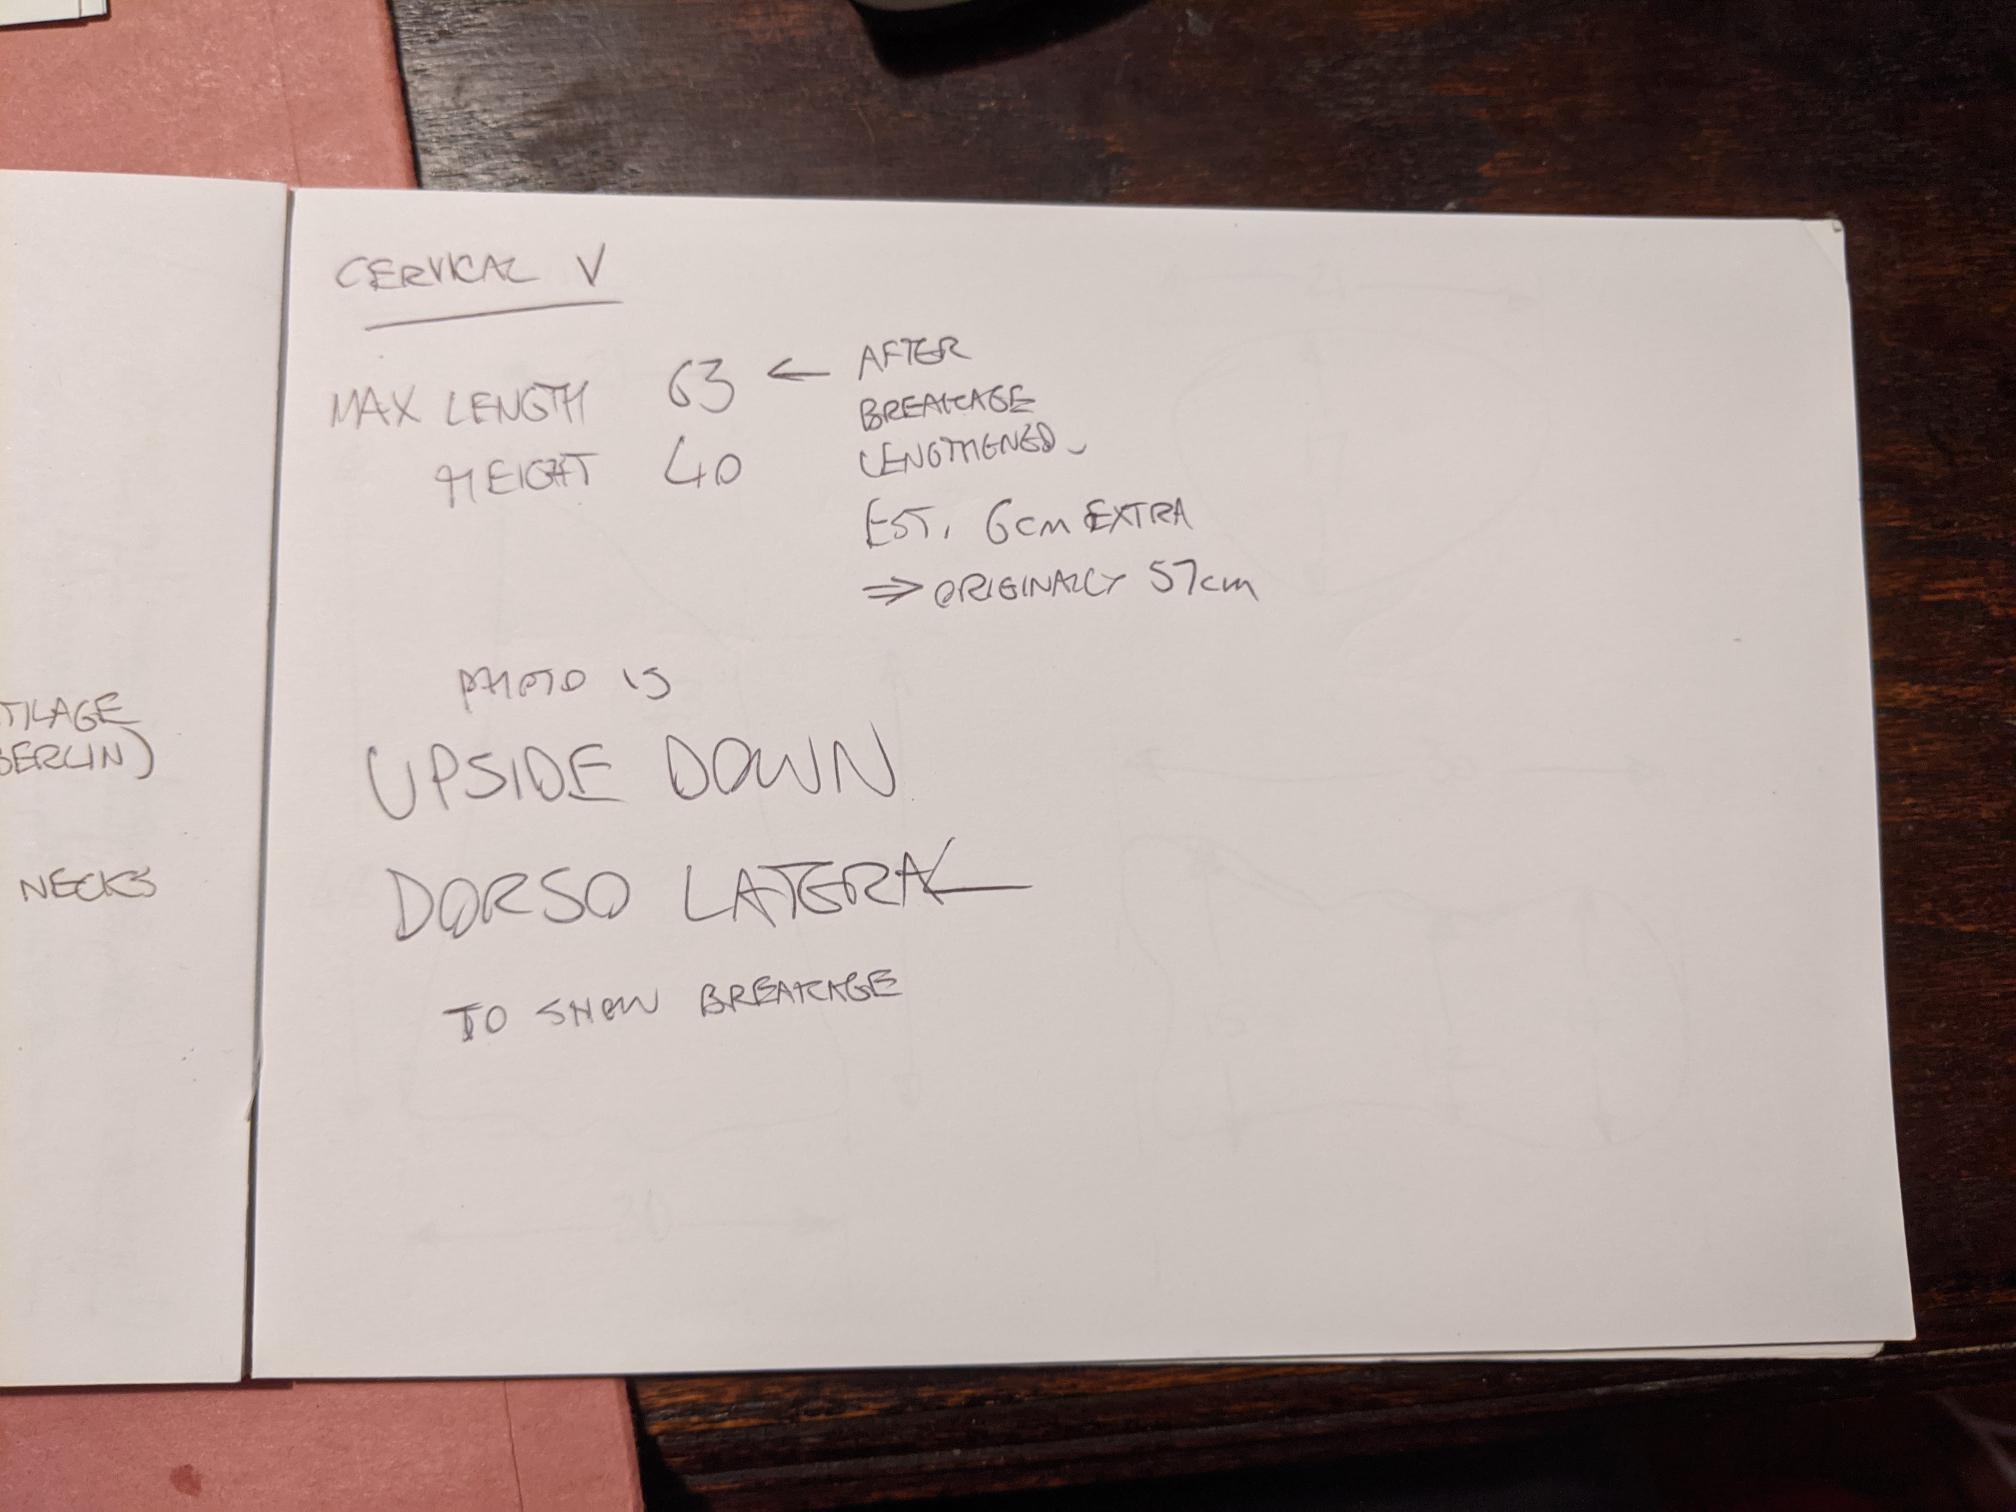 CERVICAL V
MAX LENGTH 63 ← AFTER
BREAKAGE
HEIGHT 40 LENGTHENED
EST. 6cm EXTRA
⇒ ORIGINALLY 57cm
PHOTO IS
UPSIDE DOWN
DORSO LATERAL
TO SHOW BREAKAGE
TILAGE
BERLIN)
NECKS
30